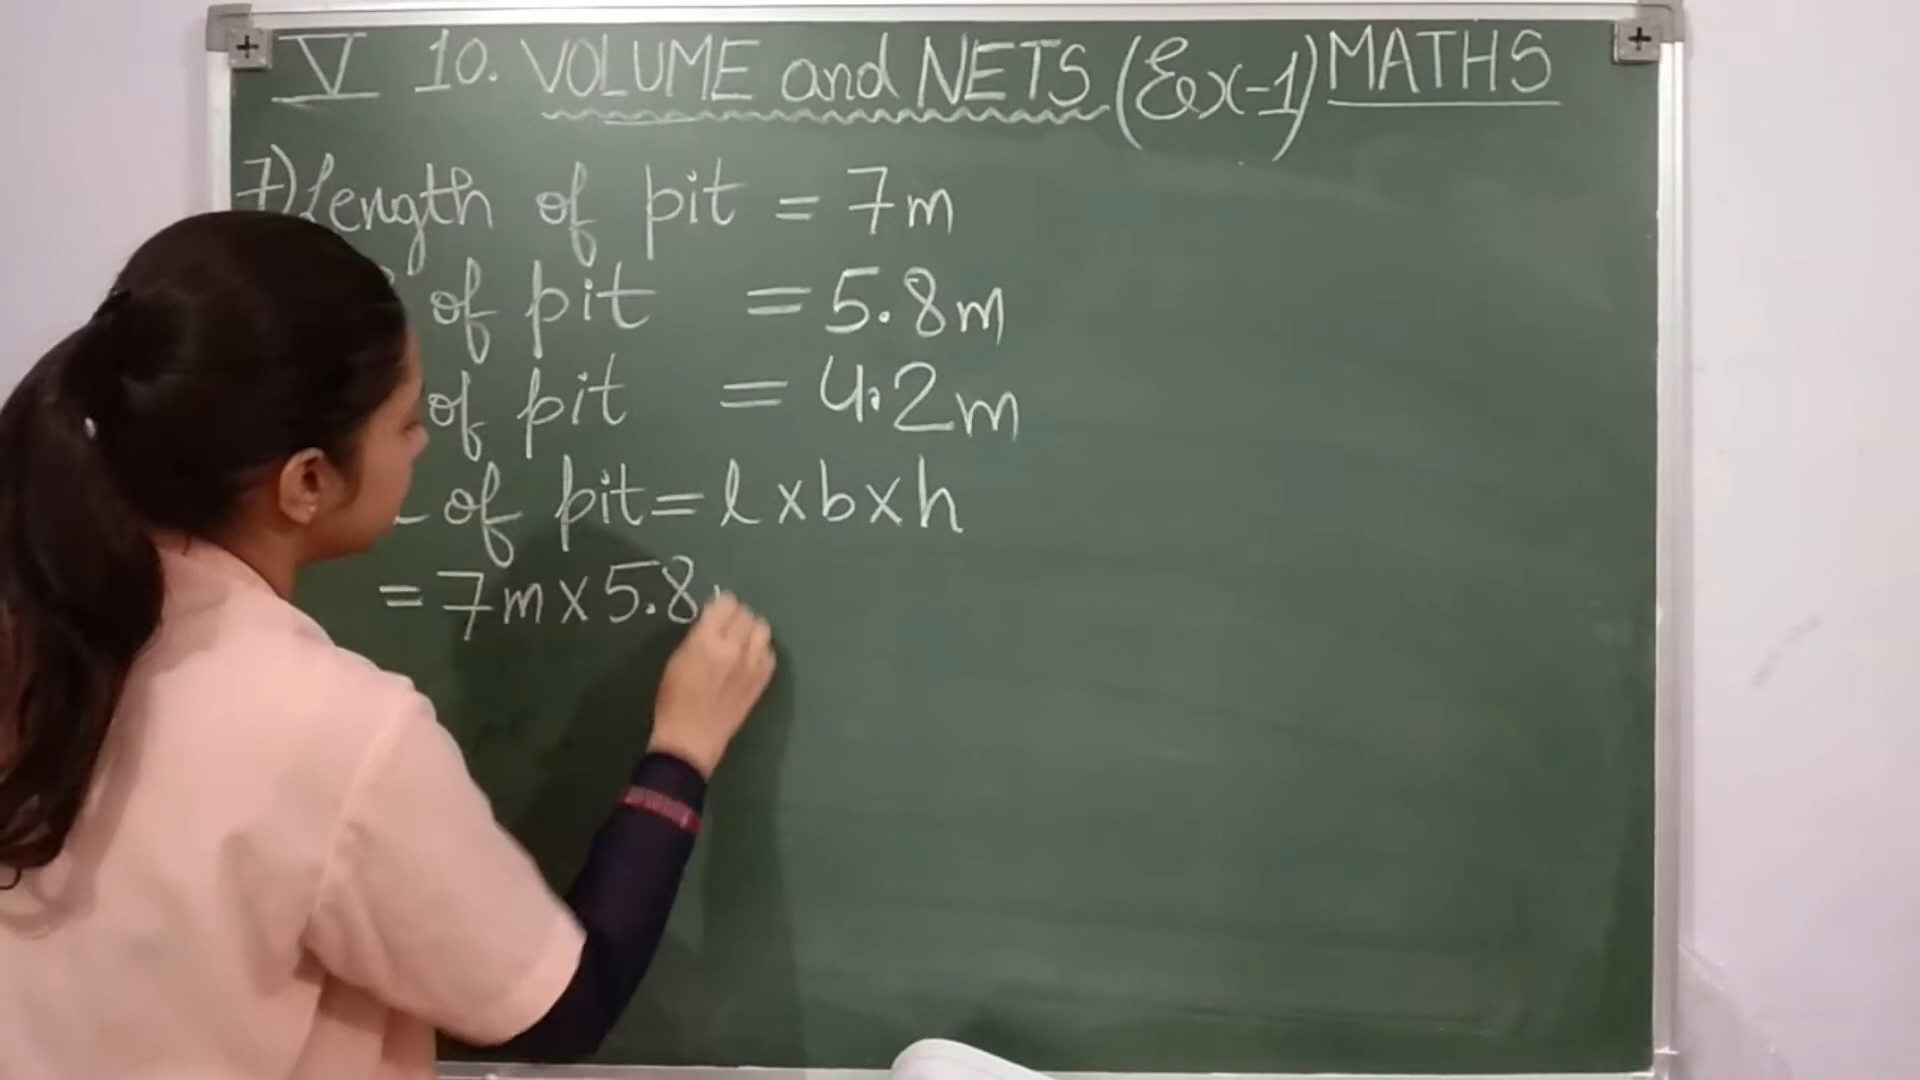 V 10. VOLUME and NETS (Ex-1) MATHS
7) Length of pit = 7m
of pit = 5.8m
of pit = 4.2m
of pit = l x b x h
= 7m x 5.8